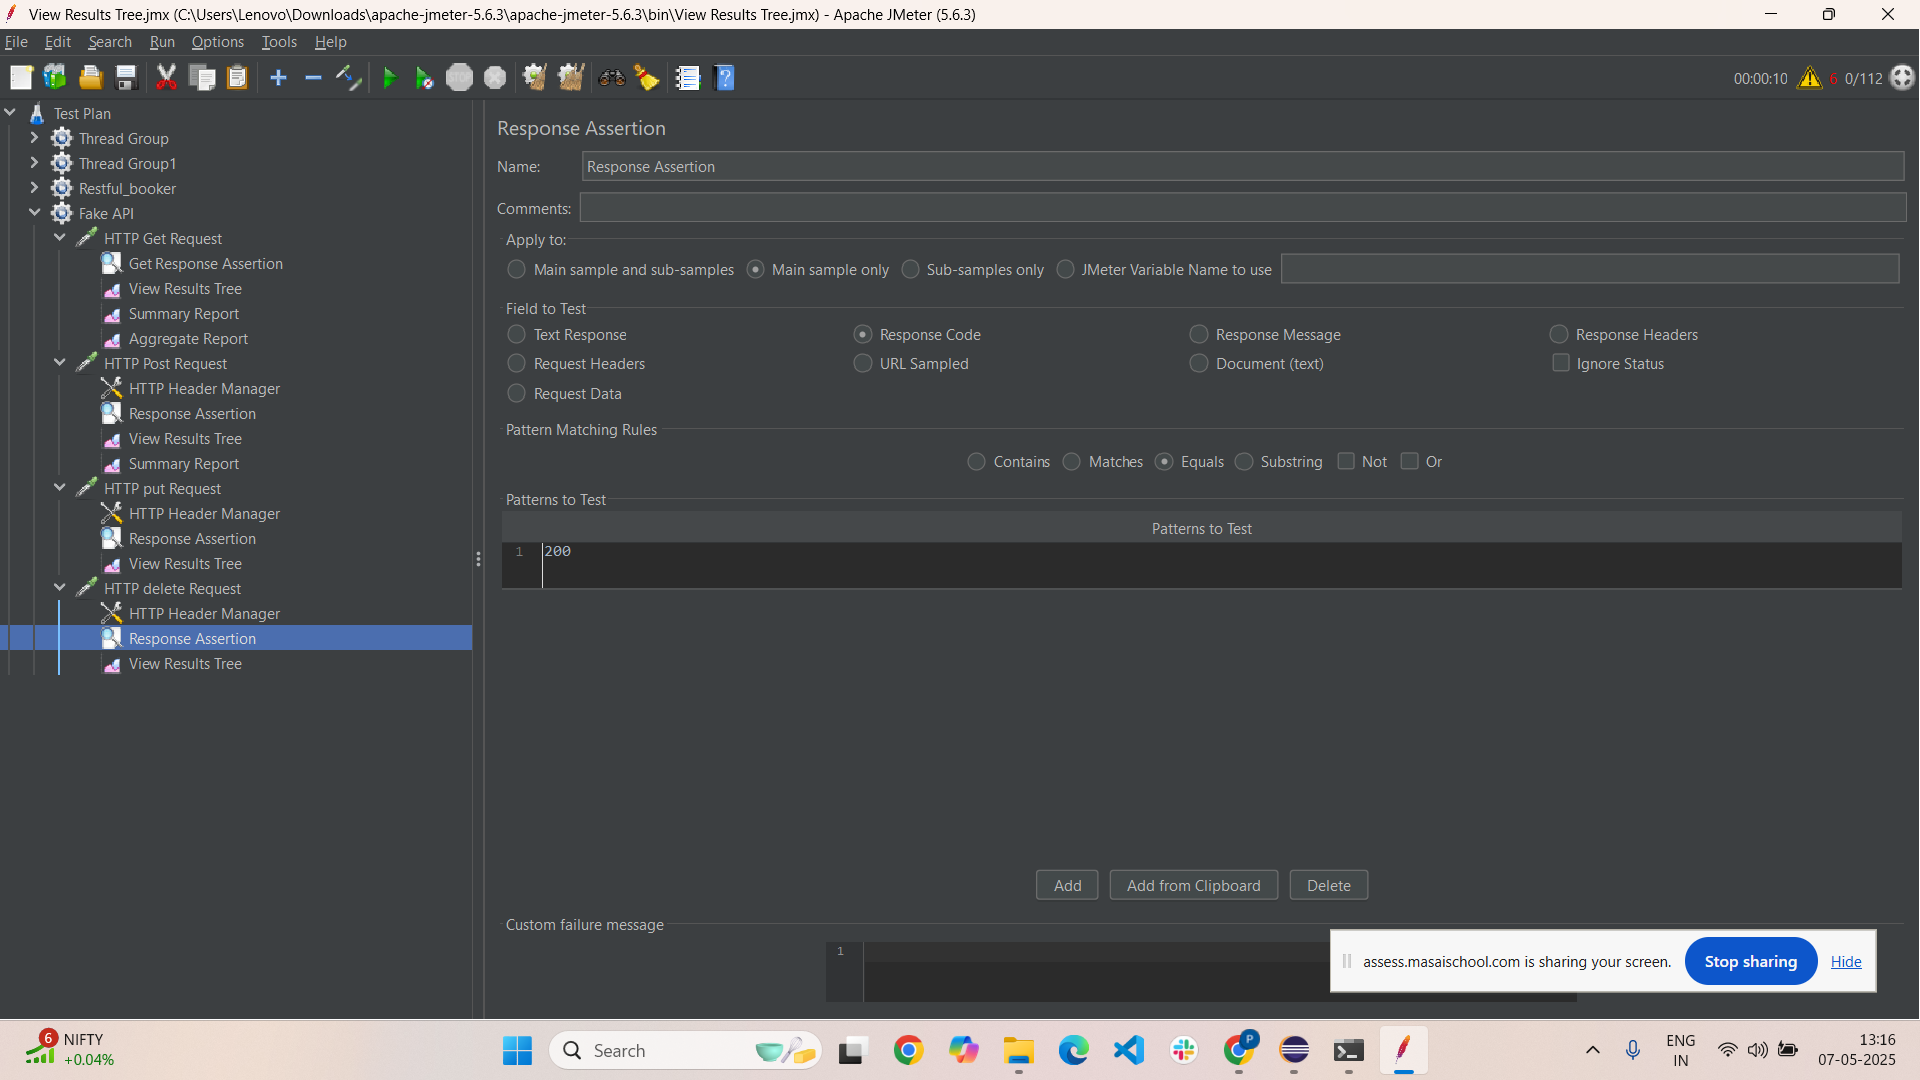 View Results Tree.jmx (C:\Users\Lenovo\Downloads\apache-jmeter-5.6.3\apache-jmeter-5.6.3\bin\View Results Tree.jmx) - Apache JMeter (5.6.3)
File Edit Search Run Options Tools Help
STOP
00:00:10 6 0/112
Test Plan
Thread Group
Thread Group1
Restful_booker
Fake API
HTTP Get Request
Get Response Assertion
View Results Tree
Summary Report
Aggregate Report
HTTP Post Request
HTTP Header Manager
Response Assertion
View Results Tree
Summary Report
HTTP put Request
HTTP Header Manager
Response Assertion
View Results Tree
HTTP delete Request
HTTP Header Manager
Response Assertion
View Results Tree
Response Assertion
Name: Response Assertion
Comments:
Apply to:
Main sample and sub-samples Main sample only Sub-samples only JMeter Variable Name to use
Field to Test
Text Response Response Code Response Message Response Headers
Request Headers URL Sampled Document (text) Ignore Status
Request Data
Pattern Matching Rules
Contains Matches Equals Substring Not Or
Patterns to Test
Patterns to Test
1 200
Add Add from Clipboard Delete
Custom failure message
1
assess.masaischool.com is sharing your screen. Stop sharing Hide
6 NIFTY
+0.04%
Search
P
ENG
IN
13:16
07-05-2025